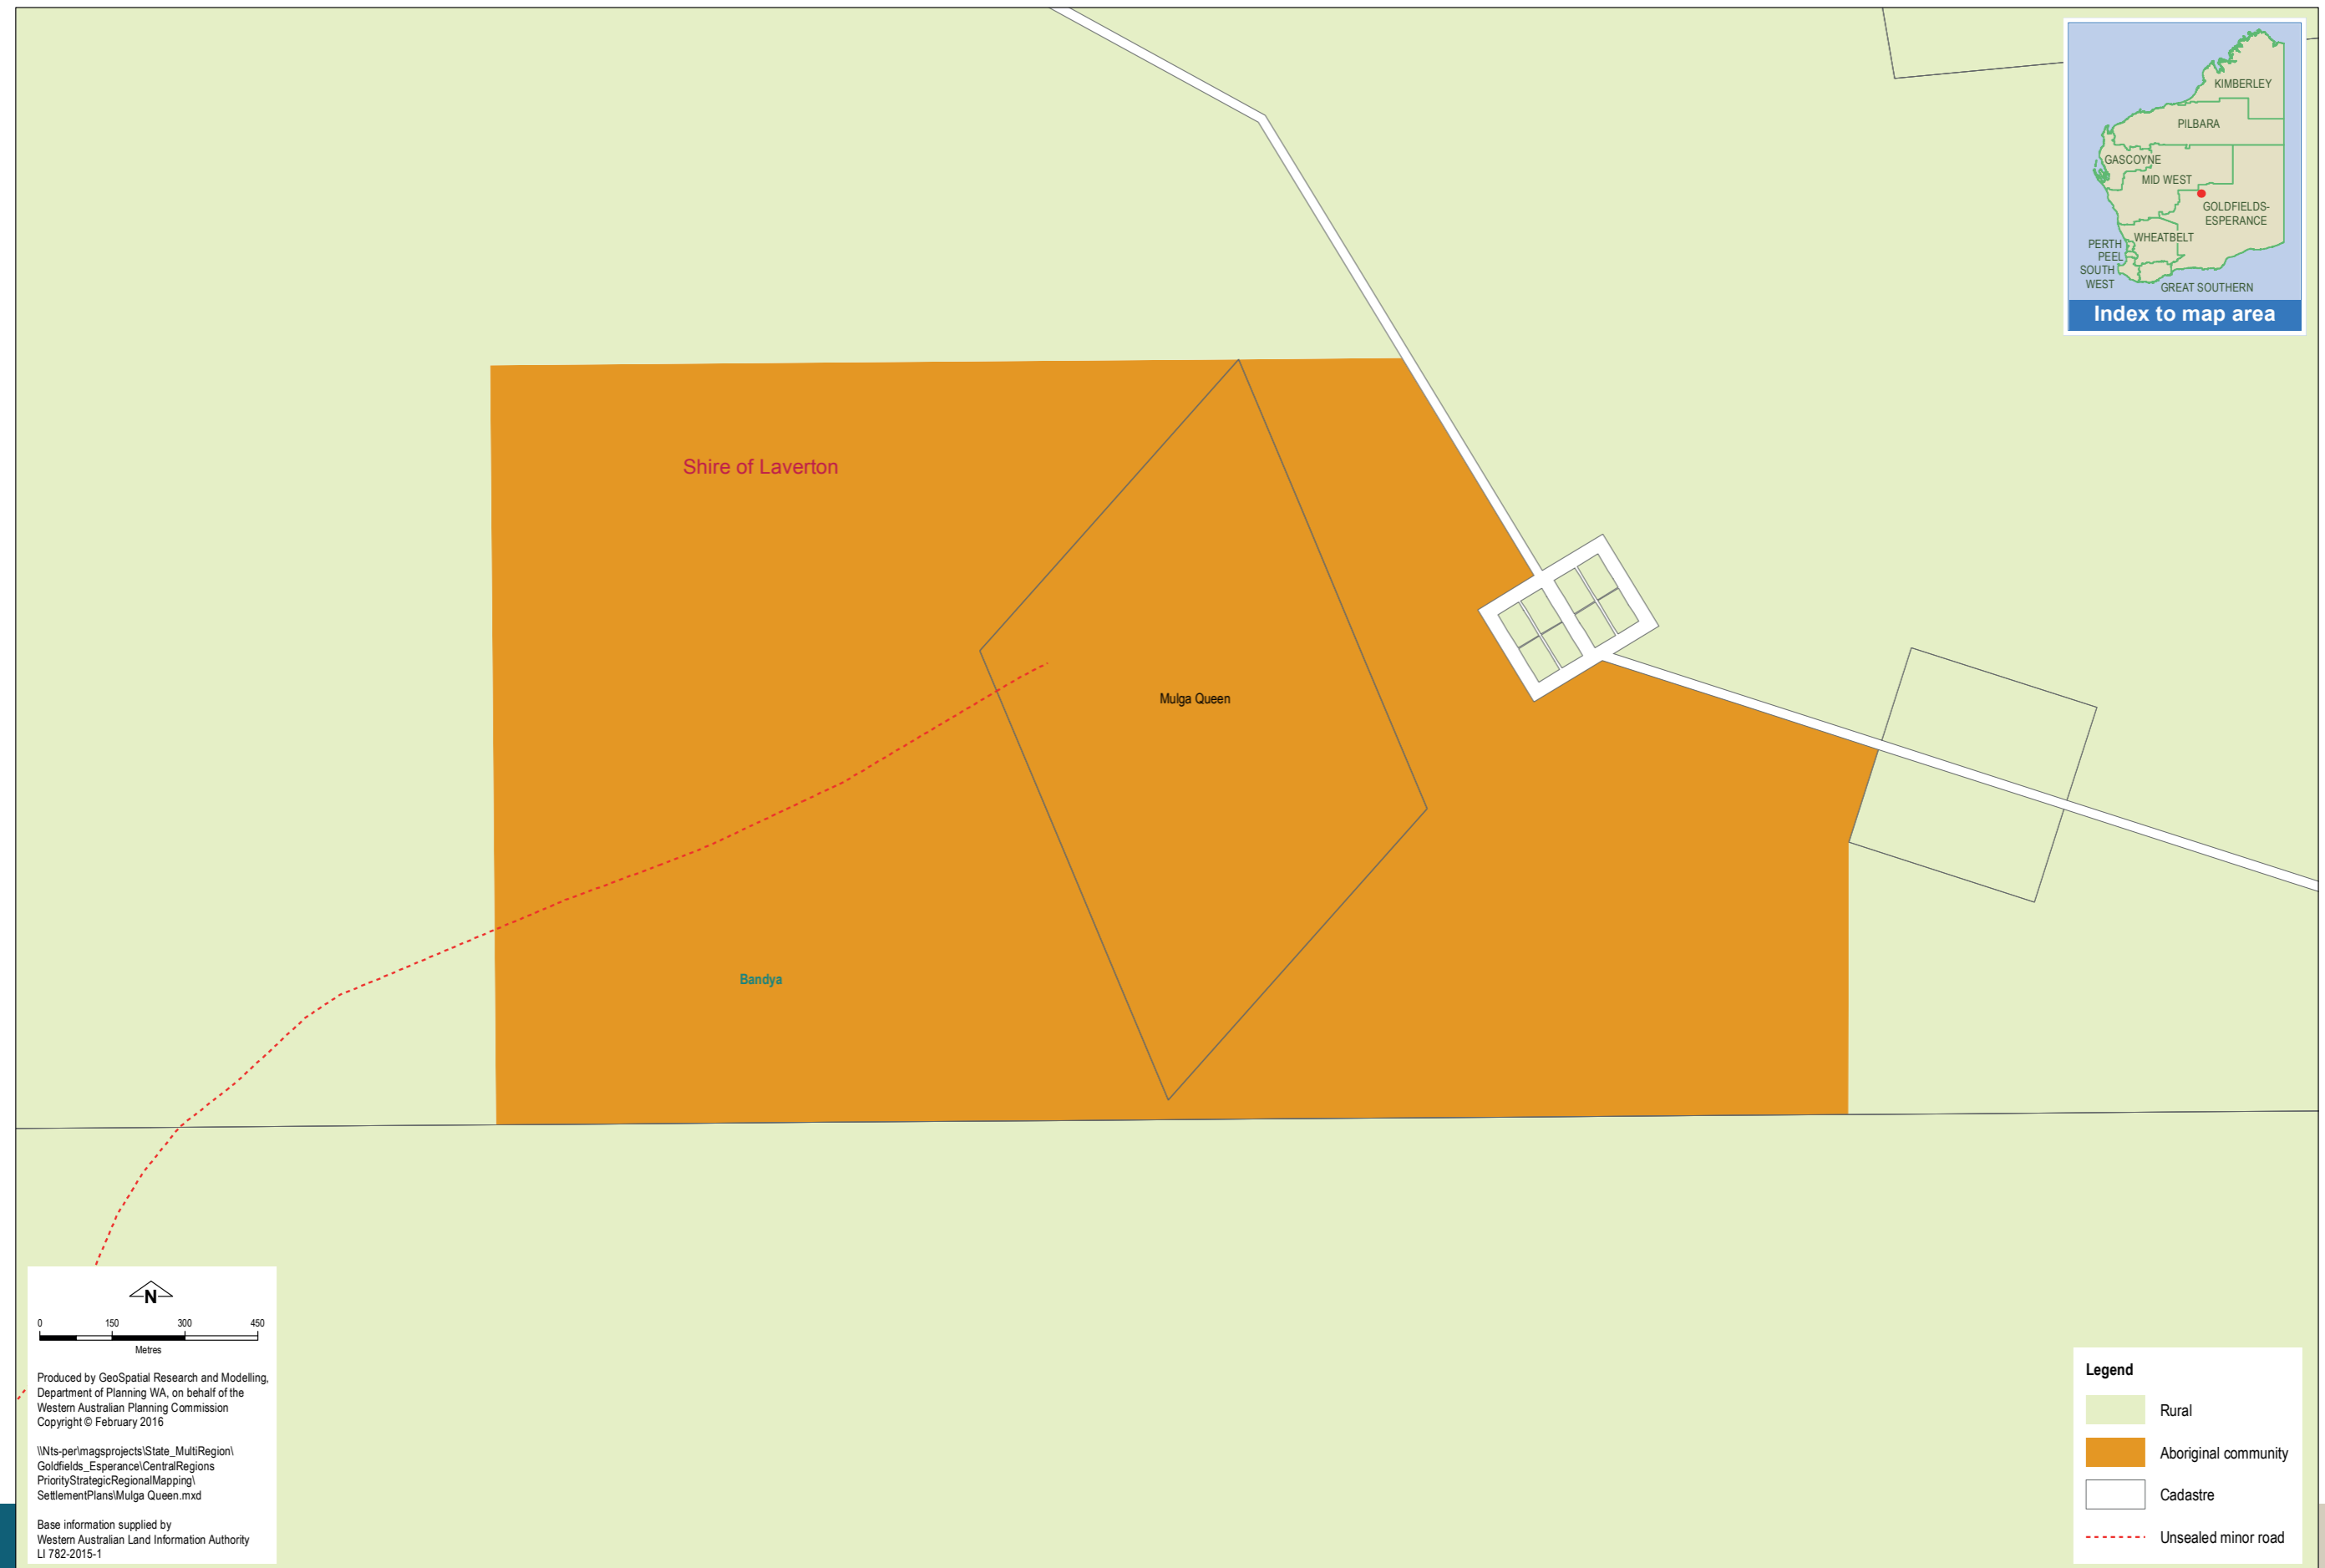 KIMBERLEY
PILBARA
GASCOYNE
MID WEST
GOLDFIELDS-
ESPERANCE
WHEATBELT
PERTH
PEEL
SOUTH
WEST
GREAT SOUTHERN
Index to map area
Shire of Laverton
Mulga Queen
Bandya
N
0 150 300 450
Metres
Produced by GeoSpatial Research and Modelling,
Department of Planning WA, on behalf of the
Western Australian Planning Commission
Copyright © February 2016
\\Nts-per\magsprojects\State_MultiRegion\
Goldfields_Esperance\CentralRegions
PriorityStrategicRegionalMapping\
SettlementPlans\Mulga Queen.mxd
Base information supplied by
Western Australian Land Information Authority
LI 782-2015-1
Legend
Rural
Aboriginal community
Cadastre
Unsealed minor road